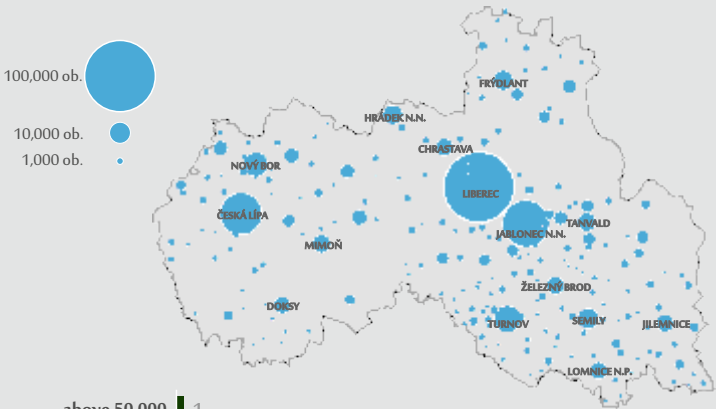 100,000 ob.
10,000 ob.
1,000 ob.
FRÝDLANT
HRÁDEK N.N.
CHRASTAVA
NOVÝ BOR
LIBEREC
ČESKÁ LÍPA
TANVALD
JABLONEC N.N.
MIMOŇ
ŽELEZNÝ BROD
DOKSY
TURNOV
SEMILY
JILEMNICE
LOMNICE N.P.
above 50,000 1